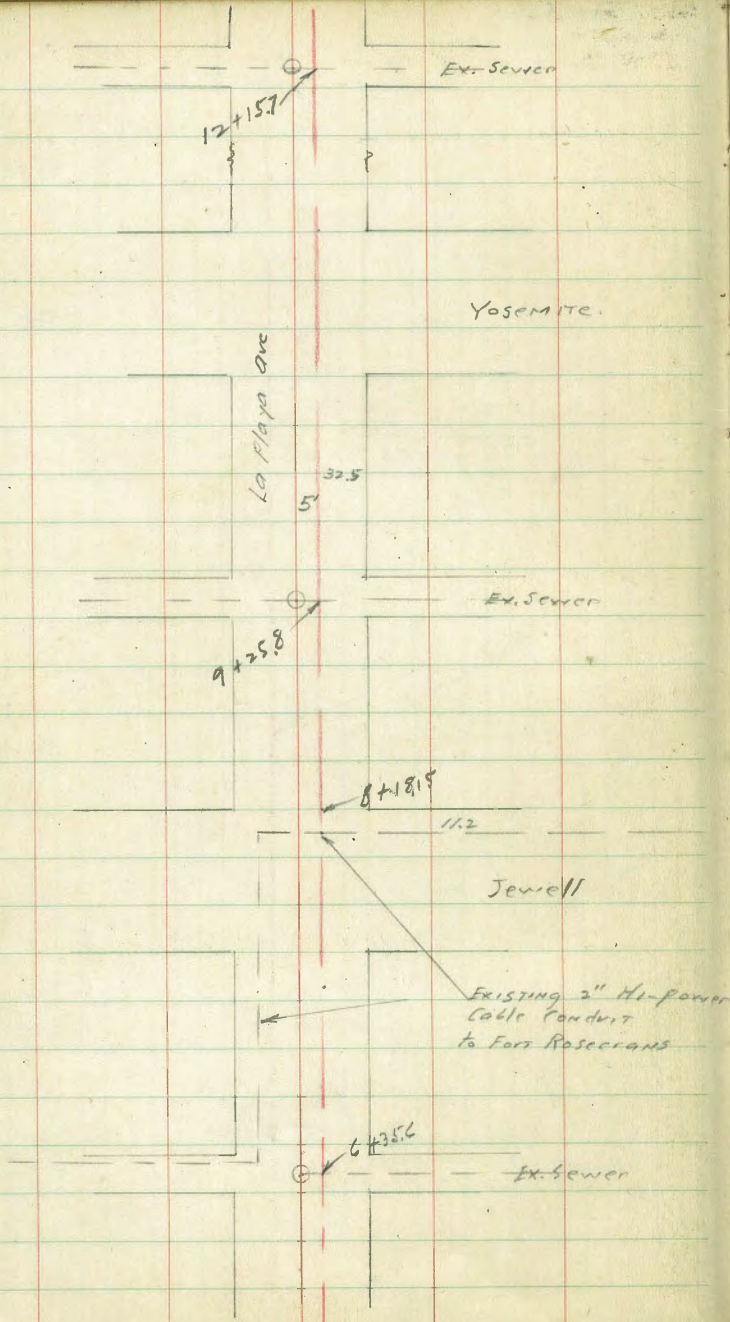 Ex. Sewer
12+15.7
Yosemite.
La Playa Ave
32.5
5'
Ex. Sewer
9+25.8
8+18.15
11.2
Jewell
Existing 2" Hi-power
Cable Conduit
to Fort Rosecrans
6+35.6
Ex. Sewer